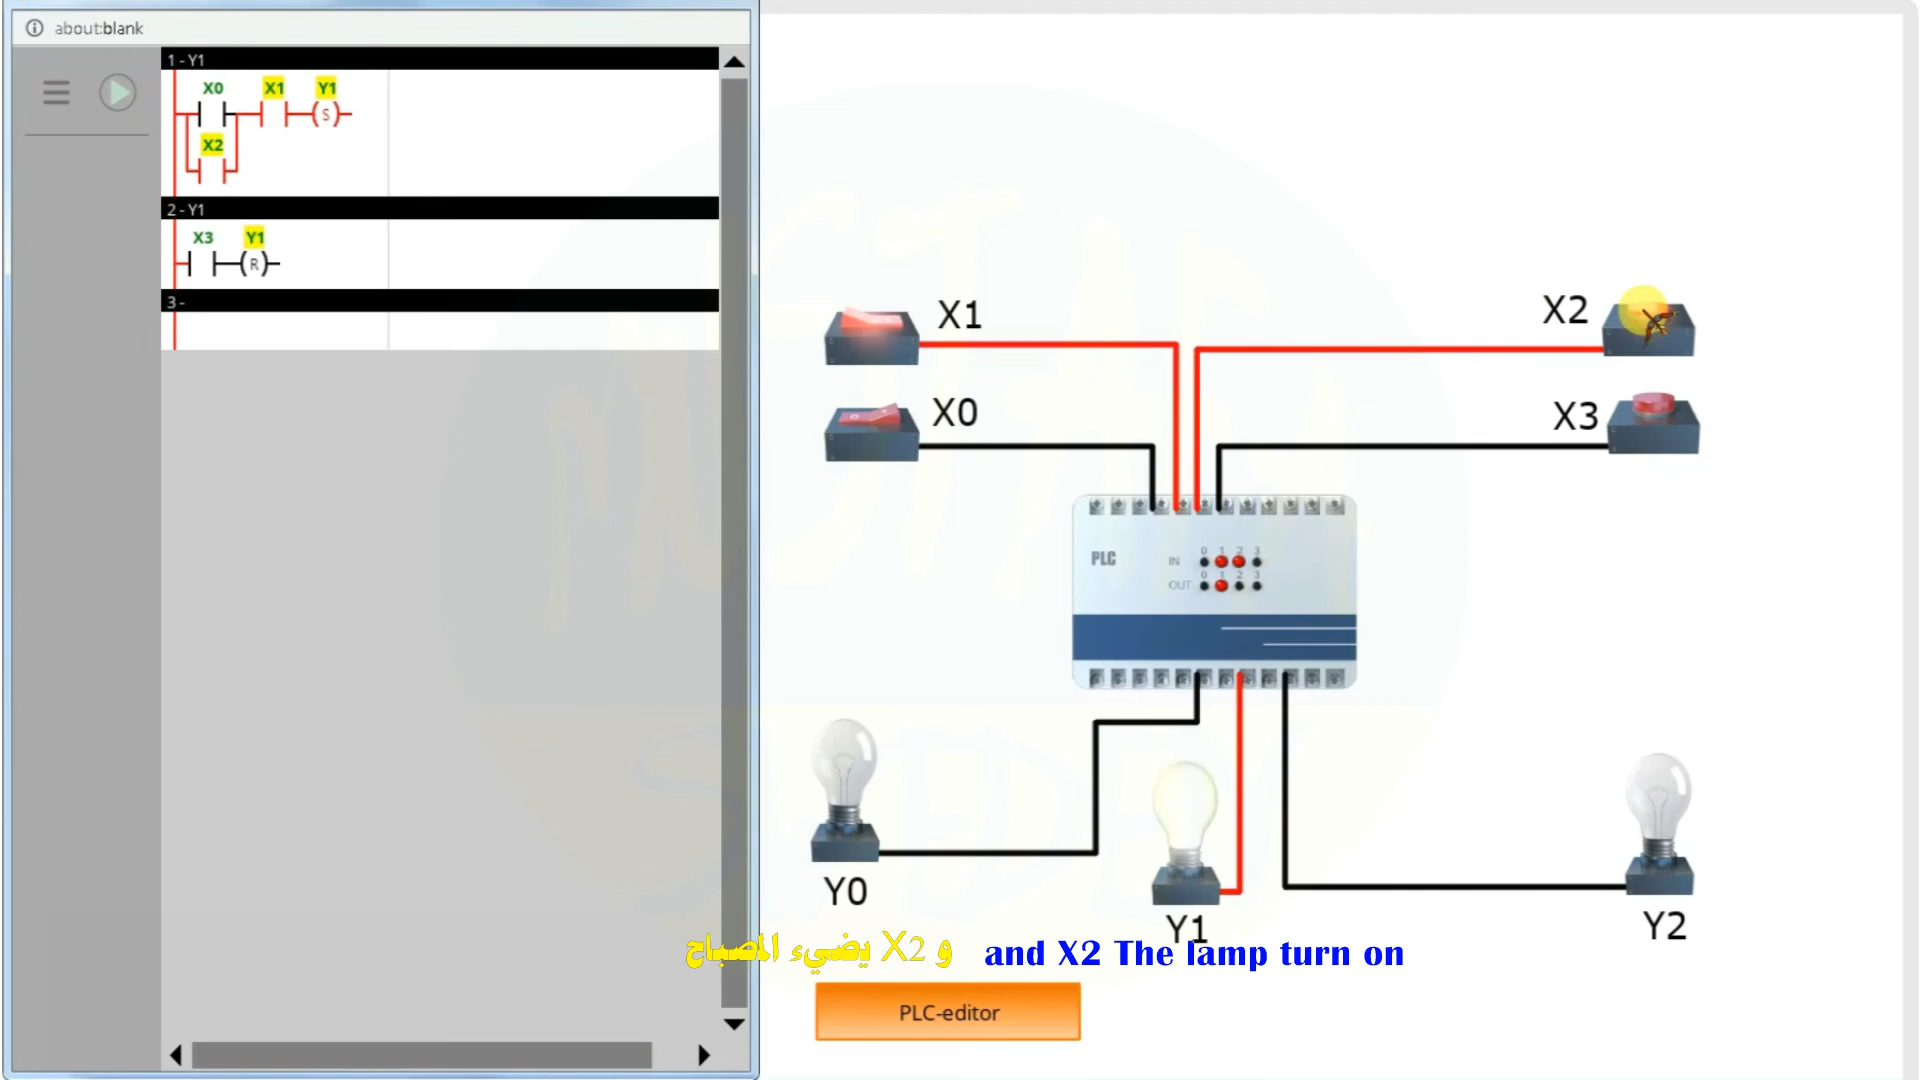 about:blank
1 - Y1
X0 X1 Y1
S
X2
2 - Y1
X3 Y1
R
3 -
X1
X2
X0
X3
PLC
IN
0 1 2 3
OUT
0 1 2 3
Y0
Y1
Y2
و X2 يضيء المصباح
and X2 The lamp turn on
PLC-editor